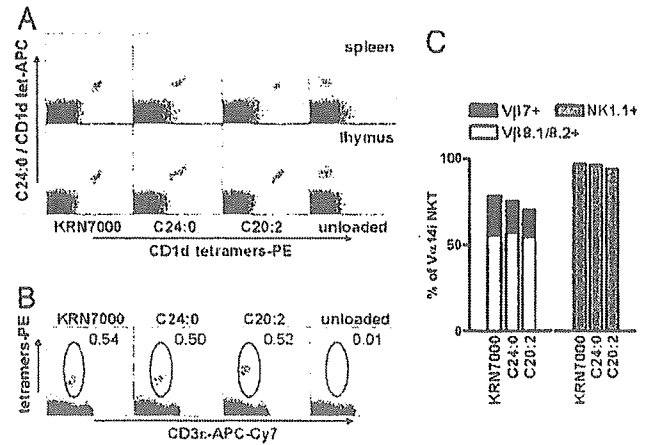 A
C24:0 / CD1d tet-APC
spleen
thymus
KRN7000 C24:0 C20:2 unloaded
CD1d tetramers-PE
B
tetramers-PE
KRN7000 C24:0 C20:2 unloaded
0.54 0.50 0.52 0.01
CD3ε-APC-Cy7
C
Vβ7+ NK1.1+
Vβ8.1/8.2+
% of Vα14i NKT
100
50
0
KRN7000
C24:0
C20:2
KRN7000
C24:0
C20:2